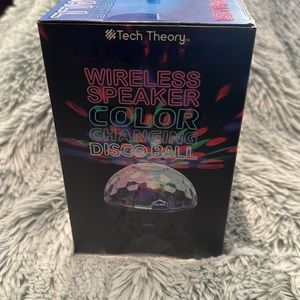 Tech Theory
WIRELESS
SPEAKER
COLOR
CHANGING
DISCO BALL